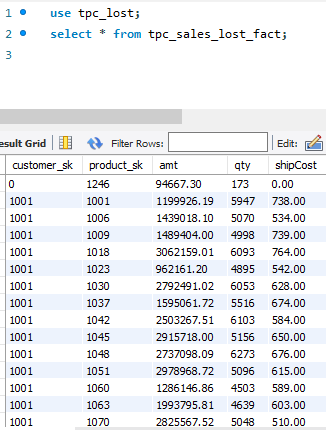 1 use tpc_lost;
2 select * from tpc_sales_lost_fact;
3
Result Grid Filter Rows: Edit:
customer_sk product_sk amt qty shipCost
0 1246 94667.30 173 0.00
1001 1001 1199926.19 5947 738.00
1001 1006 1439018.10 5070 534.00
1001 1009 1489404.00 4998 739.00
1001 1018 3062159.01 6093 764.00
1001 1023 962161.20 4895 542.00
1001 1030 2792491.02 6053 628.00
1001 1037 1595061.72 5516 674.00
1001 1042 2503267.51 6103 584.00
1001 1045 2915718.00 5156 650.00
1001 1048 2737098.09 6273 676.00
1001 1051 2978968.72 5096 615.00
1001 1060 1286146.86 4503 589.00
1001 1063 1993795.81 4639 603.00
1001 1070 2825567.52 5048 510.00